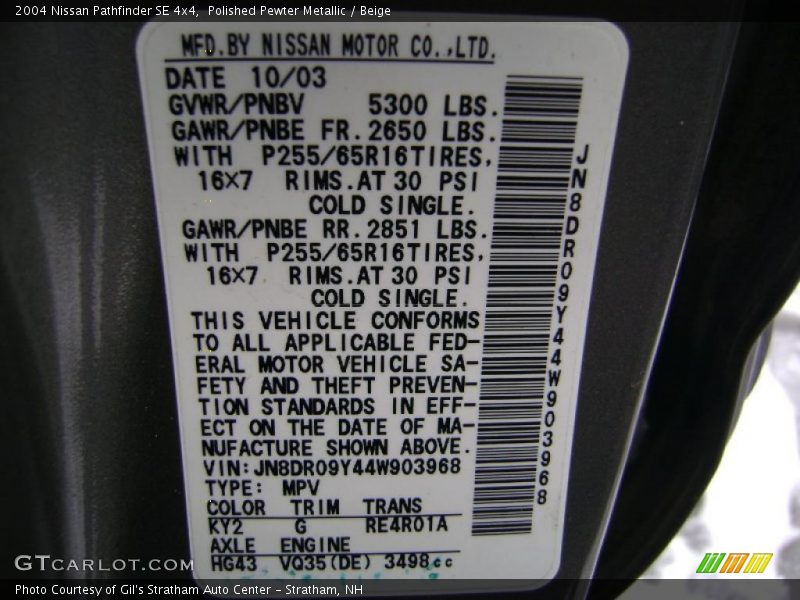 2004 Nissan Pathfinder SE 4x4,  Polished Pewter Metallic / Beige
MFD.BY NISSAN MOTOR CO.,LTD.
DATE 10/03
GVWR/PNBV 5300 LBS.
GAWR/PNBE FR. 2650 LBS.
WITH P255/65R16TIRES,
16×7 RIMS.AT 30 PSI
COLD SINGLE.
GAWR/PNBE RR. 2851 LBS.
WITH P255/65R16TIRES,
16×7 RIMS.AT 30 PSI
COLD SINGLE.
THIS VEHICLE CONFORMS
TO ALL APPLICABLE FED-
ERAL MOTOR VEHICLE SA-
FETY AND THEFT PREVEN-
TION STANDARDS IN EFF-
ECT ON THE DATE OF MA-
NUFACTURE SHOWN ABOVE.
VIN:JN8DR09Y44W903968
TYPE: MPV
COLOR TRIM TRANS
KY2 G RE4R01A
AXLE ENGINE
HG43 VQ35(DE) 3498cc
JN8DR09Y44W903968
GTCARLOT.COM
Photo Courtesy of Gil's Stratham Auto Center - Stratham, NH